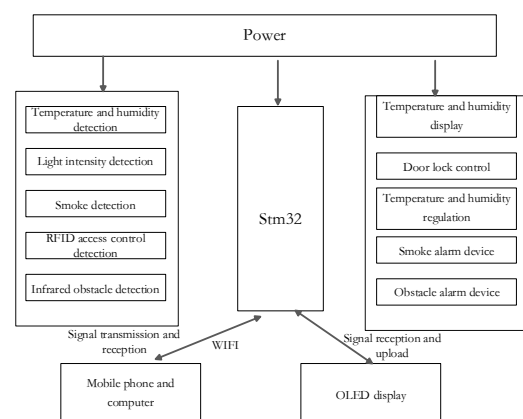 Power
Temperature and humidity
detection
Light intensity detection
Smoke detection
RFID access control
detection
Infrared obstacle detection
Stm32
Temperature and humidity
display
Door lock control
Temperature and humidity
regulation
Smoke alarm device
Obstacle alarm device
Signal transmission and
reception
WIFI
Signal reception and
upload
Mobile phone and
computer
OLED display